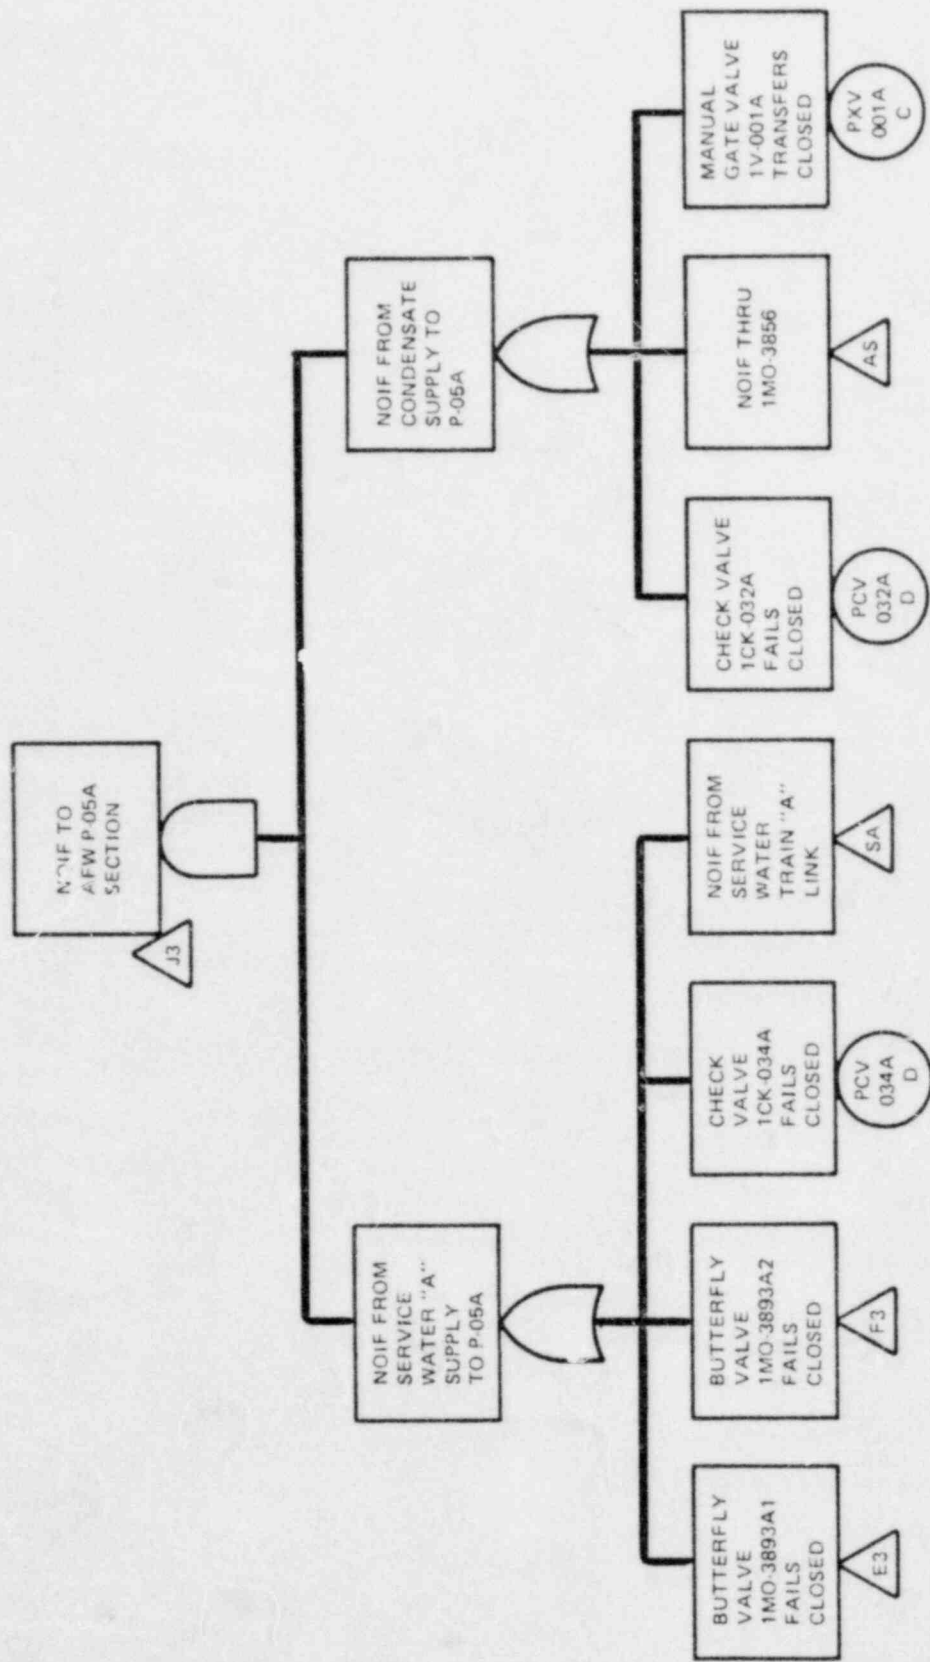 NOIF TO
AFW P-05A
SECTION
J3
NOIF FROM
SERVICE
WATER "A"
SUPPLY
TO P-05A
NOIF FROM
CONDENSATE
SUPPLY TO
P-05A
BUTTERFLY
VALVE
1MO-3893A1
FAILS
CLOSED
E3
BUTTERFLY
VALVE
1MO-3893A2
FAILS
CLOSED
F3
CHECK
VALVE
1CK-034A
FAILS
CLOSED
PCV
034A
D
NOIF FROM
SERVICE
WATER
TRAIN "A"
LINK
SA
CHECK VALVE
1CK-032A
FAILS
CLOSED
PCV
032A
D
NOIF THRU
1MO-3856
AS
MANUAL
GATE VALVE
1V-001A
TRANSFERS
CLOSED
PXV
001A
C